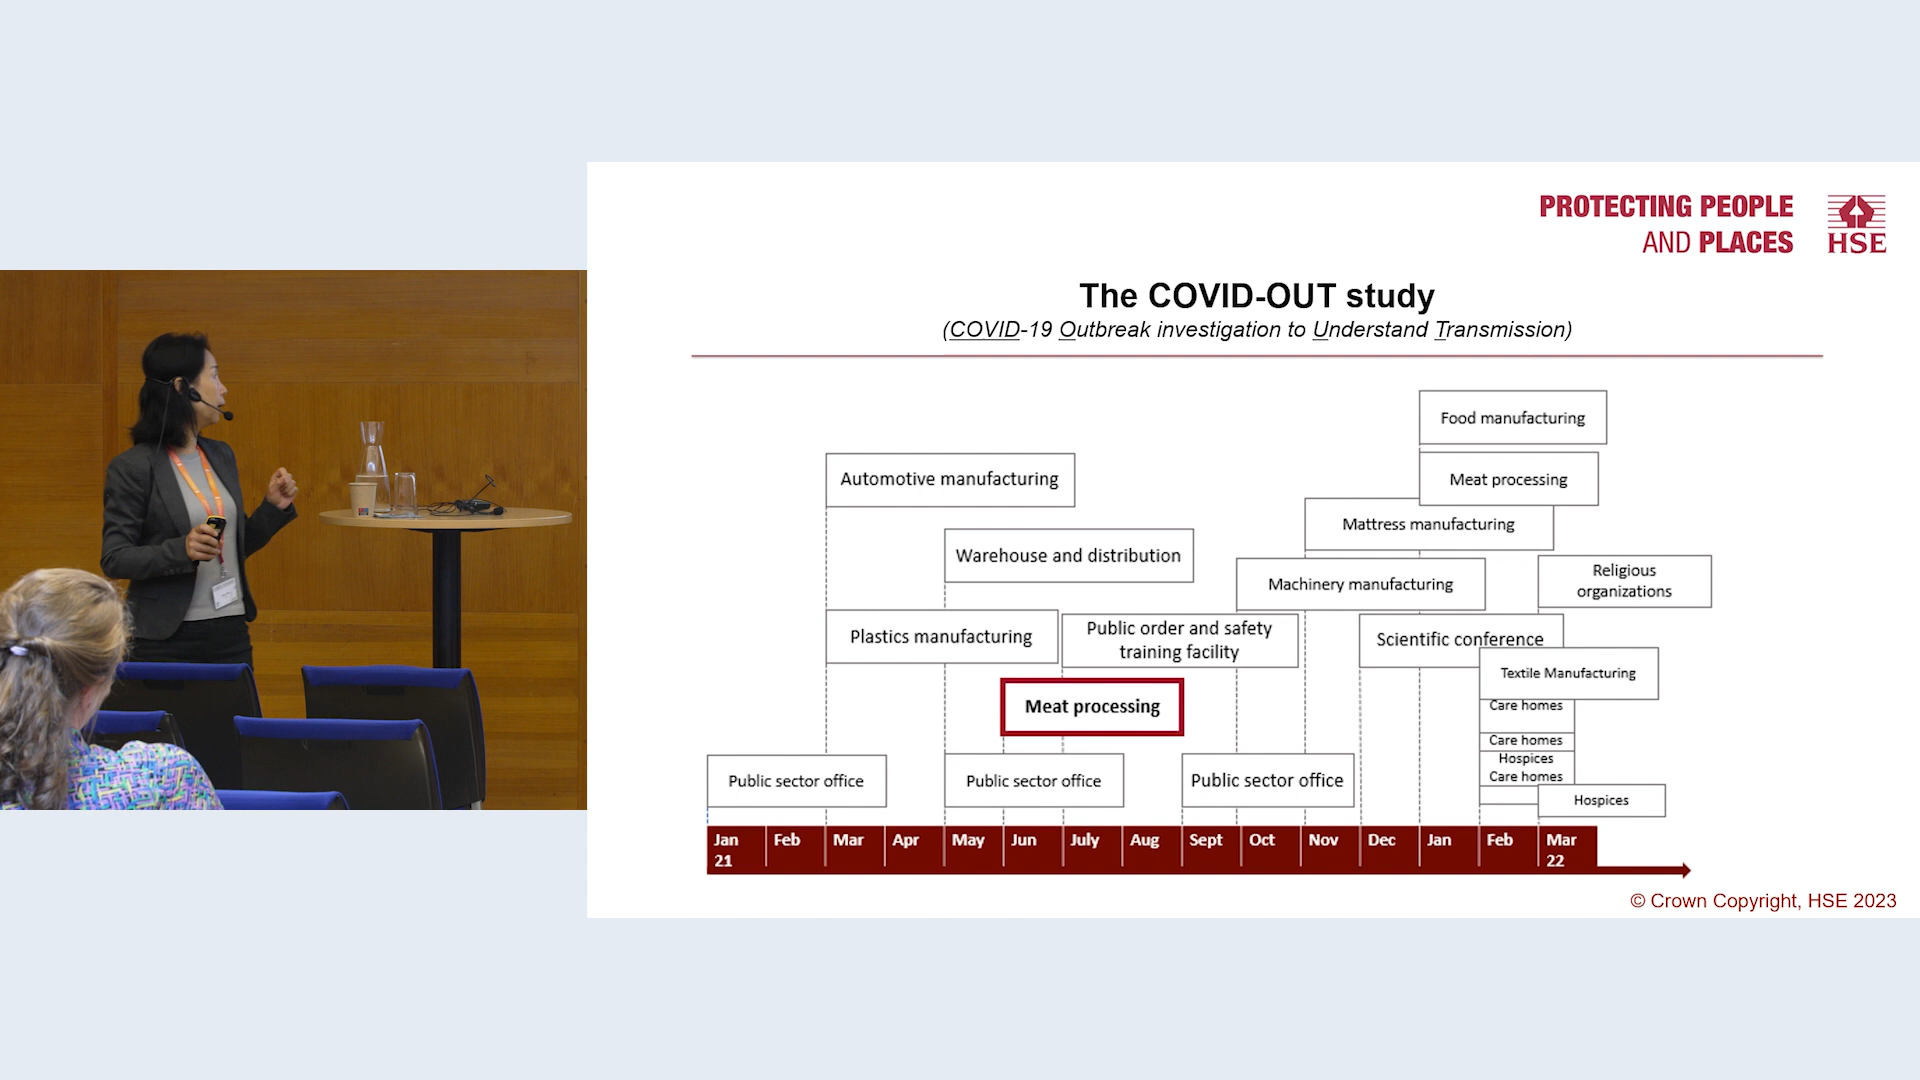 PROTECTING PEOPLE
AND PLACES
HSE
The COVID-OUT study
(COVID-19 Outbreak investigation to Understand Transmission)
Food manufacturing
Automotive manufacturing
Meat processing
Mattress manufacturing
Warehouse and distribution
Machinery manufacturing
Religious
organizations
Plastics manufacturing
Public order and safety
training facility
Scientific conference
Textile Manufacturing
Meat processing
Care homes
Care homes
Hospices
Care homes
Public sector office
Public sector office
Public sector office
Hospices
Jan
21
Feb
Mar
Apr
May
Jun
July
Aug
Sept
Oct
Nov
Dec
Jan
Feb
Mar
22
© Crown Copyright, HSE 2023